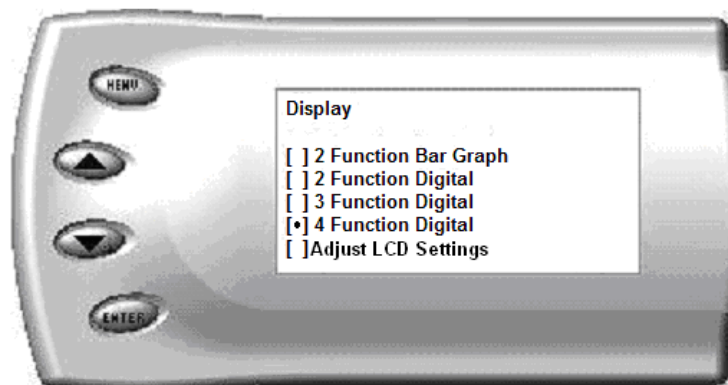 MENU
Display
[ ] 2 Function Bar Graph
[ ] 2 Function Digital
[ ] 3 Function Digital
[•] 4 Function Digital
[ ]Adjust LCD Settings
ENTER